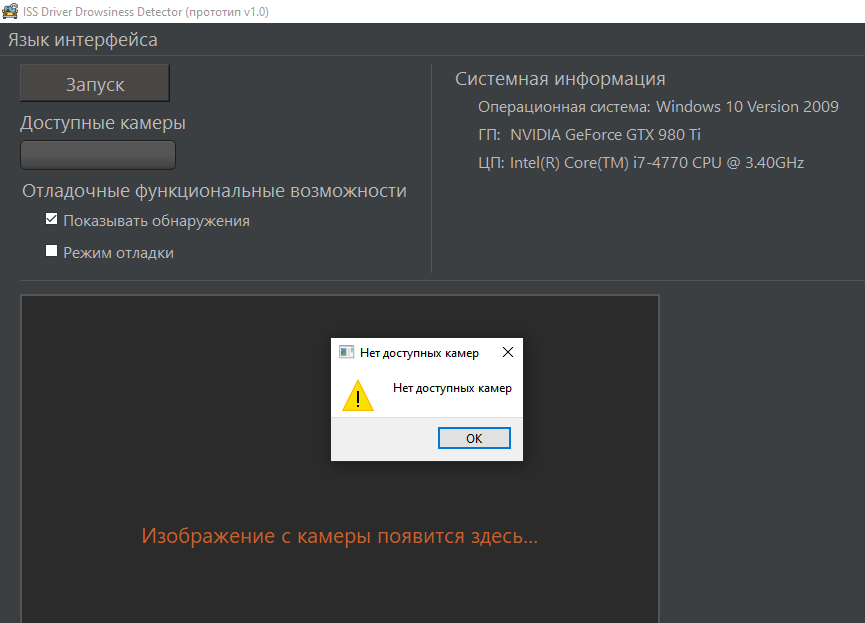 ISS Driver Drowsiness Detector (прототип v1.0)
Язык интерфейса
Запуск
Доступные камеры
Отладочные функциональные возможности
Показывать обнаружения
Режим отладки
Системная информация
Операционная система: Windows 10 Version 2009
ГП: NVIDIA GeForce GTX 980 Ti
ЦП: Intel(R) Core(TM) i7-4770 CPU @ 3.40GHz
Нет доступных камер
Нет доступных камер
OK
Изображение с камеры появится здесь...